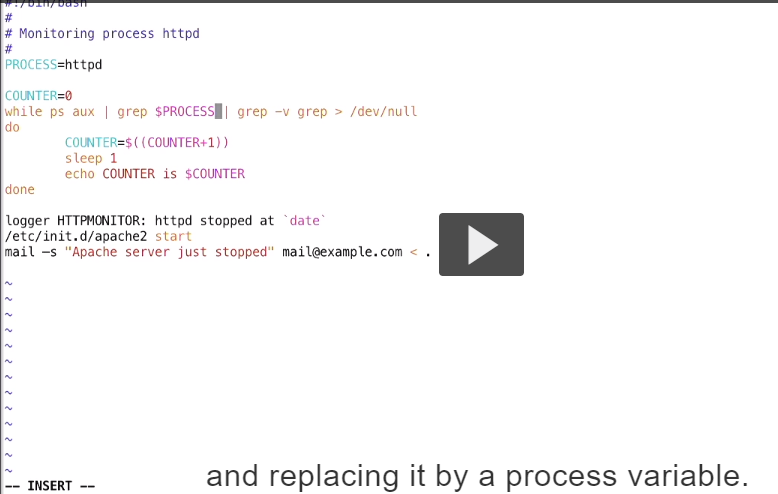 #!/bin/bash
#
# Monitoring process httpd
#
PROCESS=httpd
COUNTER=0
while ps aux | grep $PROCESS | grep -v grep > /dev/null
do
COUNTER=$((COUNTER+1))
sleep 1
echo COUNTER is $COUNTER
done
logger HTTPMONITOR: httpd stopped at `date`
/etc/init.d/apache2 start
mail -s "Apache server just stopped" mail@example.com < .
~
~
~
~
~
~
~
~
~
~
~
~
~
-- INSERT --
and replacing it by a process variable.